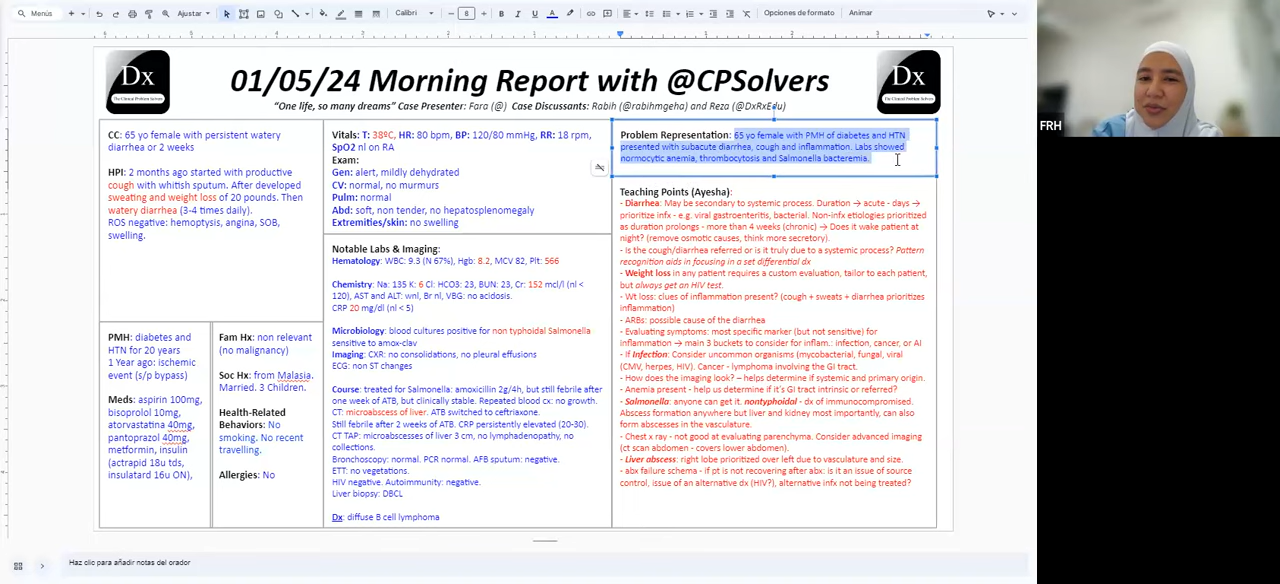 Menús
Ajustar
Calibri
8
B I U A
Opciones de formato
Animar
Dx
The Clinical Problem Solvers
01/05/24 Morning Report with @CPSolvers
“One life, so many dreams” Case Presenter: Fara (@) Case Discussants: Rabih (@rabihmgeha) and Reza (@DxRxEdu)
Dx
The Clinical Problem Solvers
CC: 65 yo female with persistent watery
diarrhea or 2 weeks
HPI: 2 months ago started with productive
cough with whitish sputum. After developed
sweating and weight loss of 20 pounds. Then
watery diarrhea (3-4 times daily).
ROS negative: hemoptysis, angina, SOB,
swelling.
PMH: diabetes and
HTN for 20 years
1 Year ago: ischemic
event (s/p bypass)
Meds: aspirin 100mg,
bisoprolol 10mg,
atorvastatina 40mg,
pantoprazol 40mg,
metformin, insulin
(actrapid 18u tds,
insulatard 16u ON),
Fam Hx: non relevant
(no malignancy)
Soc Hx: from Malasia.
Married. 3 Children.
Health-Related
Behaviors: No
smoking. No recent
travelling.
Allergies: No
Vitals: T: 38ºC, HR: 80 bpm, BP: 120/80 mmHg, RR: 18 rpm,
SpO2 nl on RA
Exam:
Gen: alert, mildly dehydrated
CV: normal, no murmurs
Pulm: normal
Abd: soft, non tender, no hepatosplenomegaly
Extremities/skin: no swelling
Notable Labs & Imaging:
Hematology: WBC: 9.3 (N 67%), Hgb: 8.2, MCV 82, Plt: 566
Chemistry: Na: 135 K: 6 Cl: HCO3: 23, BUN: 23, Cr: 152 mcl/l (nl <
120), AST and ALT: wnl, Br nl, VBG: no acidosis.
CRP 20 mg/dl (nl < 5)
Microbiology: blood cultures positive for non typhoidal Salmonella
sensitive to amox-clav
Imaging: CXR: no consolidations, no pleural effusions
ECG: non ST changes
Course: treated for Salmonella: amoxicillin 2g/4h, but still febrile after
one week of ATB, but clinically stable. Repeated blood cx: no growth.
CT: microabscess of liver. ATB switched to ceftriaxone.
Still febrile after 2 weeks of ATB. CRP persistently elevated (20-30).
CT TAP: microabscesses of liver 3 cm, no lymphadenopathy, no
collections.
Bronchoscopy: normal. PCR normal. AFB sputum: negative.
ETT: no vegetations.
HIV negative. Autoimmunity: negative.
Liver biopsy: DBCL
Dx: diffuse B cell lymphoma
Problem Representation: 65 yo female with PMH of diabetes and HTN
presented with subacute diarrhea, cough and inflammation. Labs showed
normocytic anemia, thrombocytosis and Salmonella bacteremia.
Teaching Points (Ayesha):
- Diarrhea: May be secondary to systemic process. Duration → acute - days →
prioritize infx - e.g. viral gastroenteritis, bacterial. Non-infx etiologies prioritized
as duration prolongs - more than 4 weeks (chronic) → Does it wake patient at
night? (remove osmotic causes, think more secretory).
- is the cough/diarrhea referred or is it truly due to a systemic process? Pattern
recognition aids in focusing in a set differential dx
- Weight loss in any patient requires a custom evaluation, tailor to each patient,
but always get an HIV test.
- Wt loss: clues of inflammation present? (cough + sweats + diarrhea prioritizes
inflammation)
- ARBs: possible cause of the diarrhea
- Evaluating symptoms: most specific marker (but not sensitive) for
inflammation → main 3 buckets to consider for inflam.: infection, cancer, or AI
- If Infection: Consider uncommon organisms (mycobacterial, fungal, viral
(CMV, herpes, HIV). Cancer - lymphoma involving the GI tract.
- How does the imaging look? – helps determine if systemic and primary origin.
- Anemia present - help us determine if it's GI tract intrinsic or referred?
- Salmonella: anyone can get it. nontyphoidal - dx of immunocompromised.
Abscess formation anywhere but liver and kidney most importantly, can also
form abscesses in the vasculature.
- Chest x ray - not good at evaluating parenchyma. Consider advanced imaging
(ct scan abdomen - covers lower abdomen).
- Liver abscess: right lobe prioritized over left due to vasculature and size.
- abx failure schema - if pt is not recovering after abx: is it an issue of source
control, issue of an alternative dx (HIV?), alternative infx not being treated?
FRH
Haz clic para añadir notas del orador